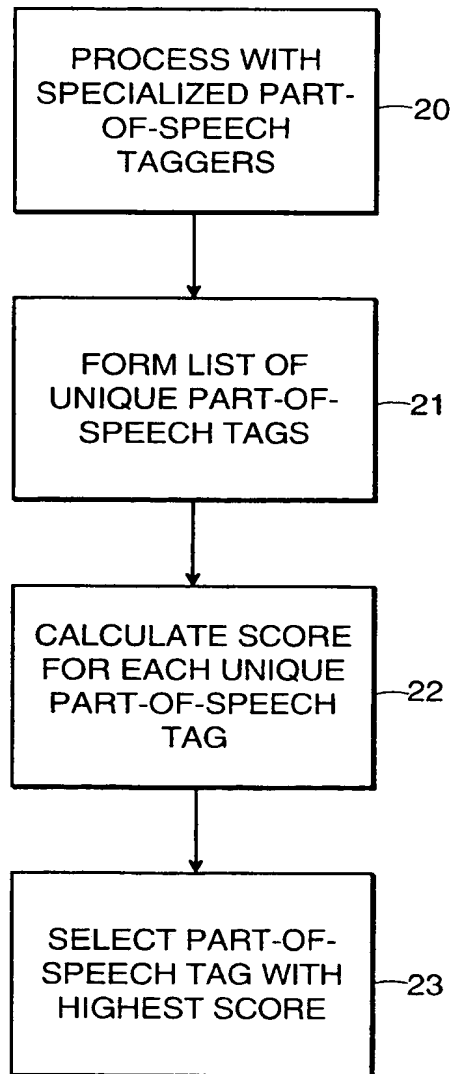 PROCESS WITH
SPECIALIZED PART-
OF-SPEECH
TAGGERS
20
FORM LIST OF
UNIQUE PART-OF-
SPEECH TAGS
21
CALCULATE SCORE
FOR EACH UNIQUE
PART-OF-SPEECH
TAG
22
SELECT PART-OF-
SPEECH TAG WITH
HIGHEST SCORE
23